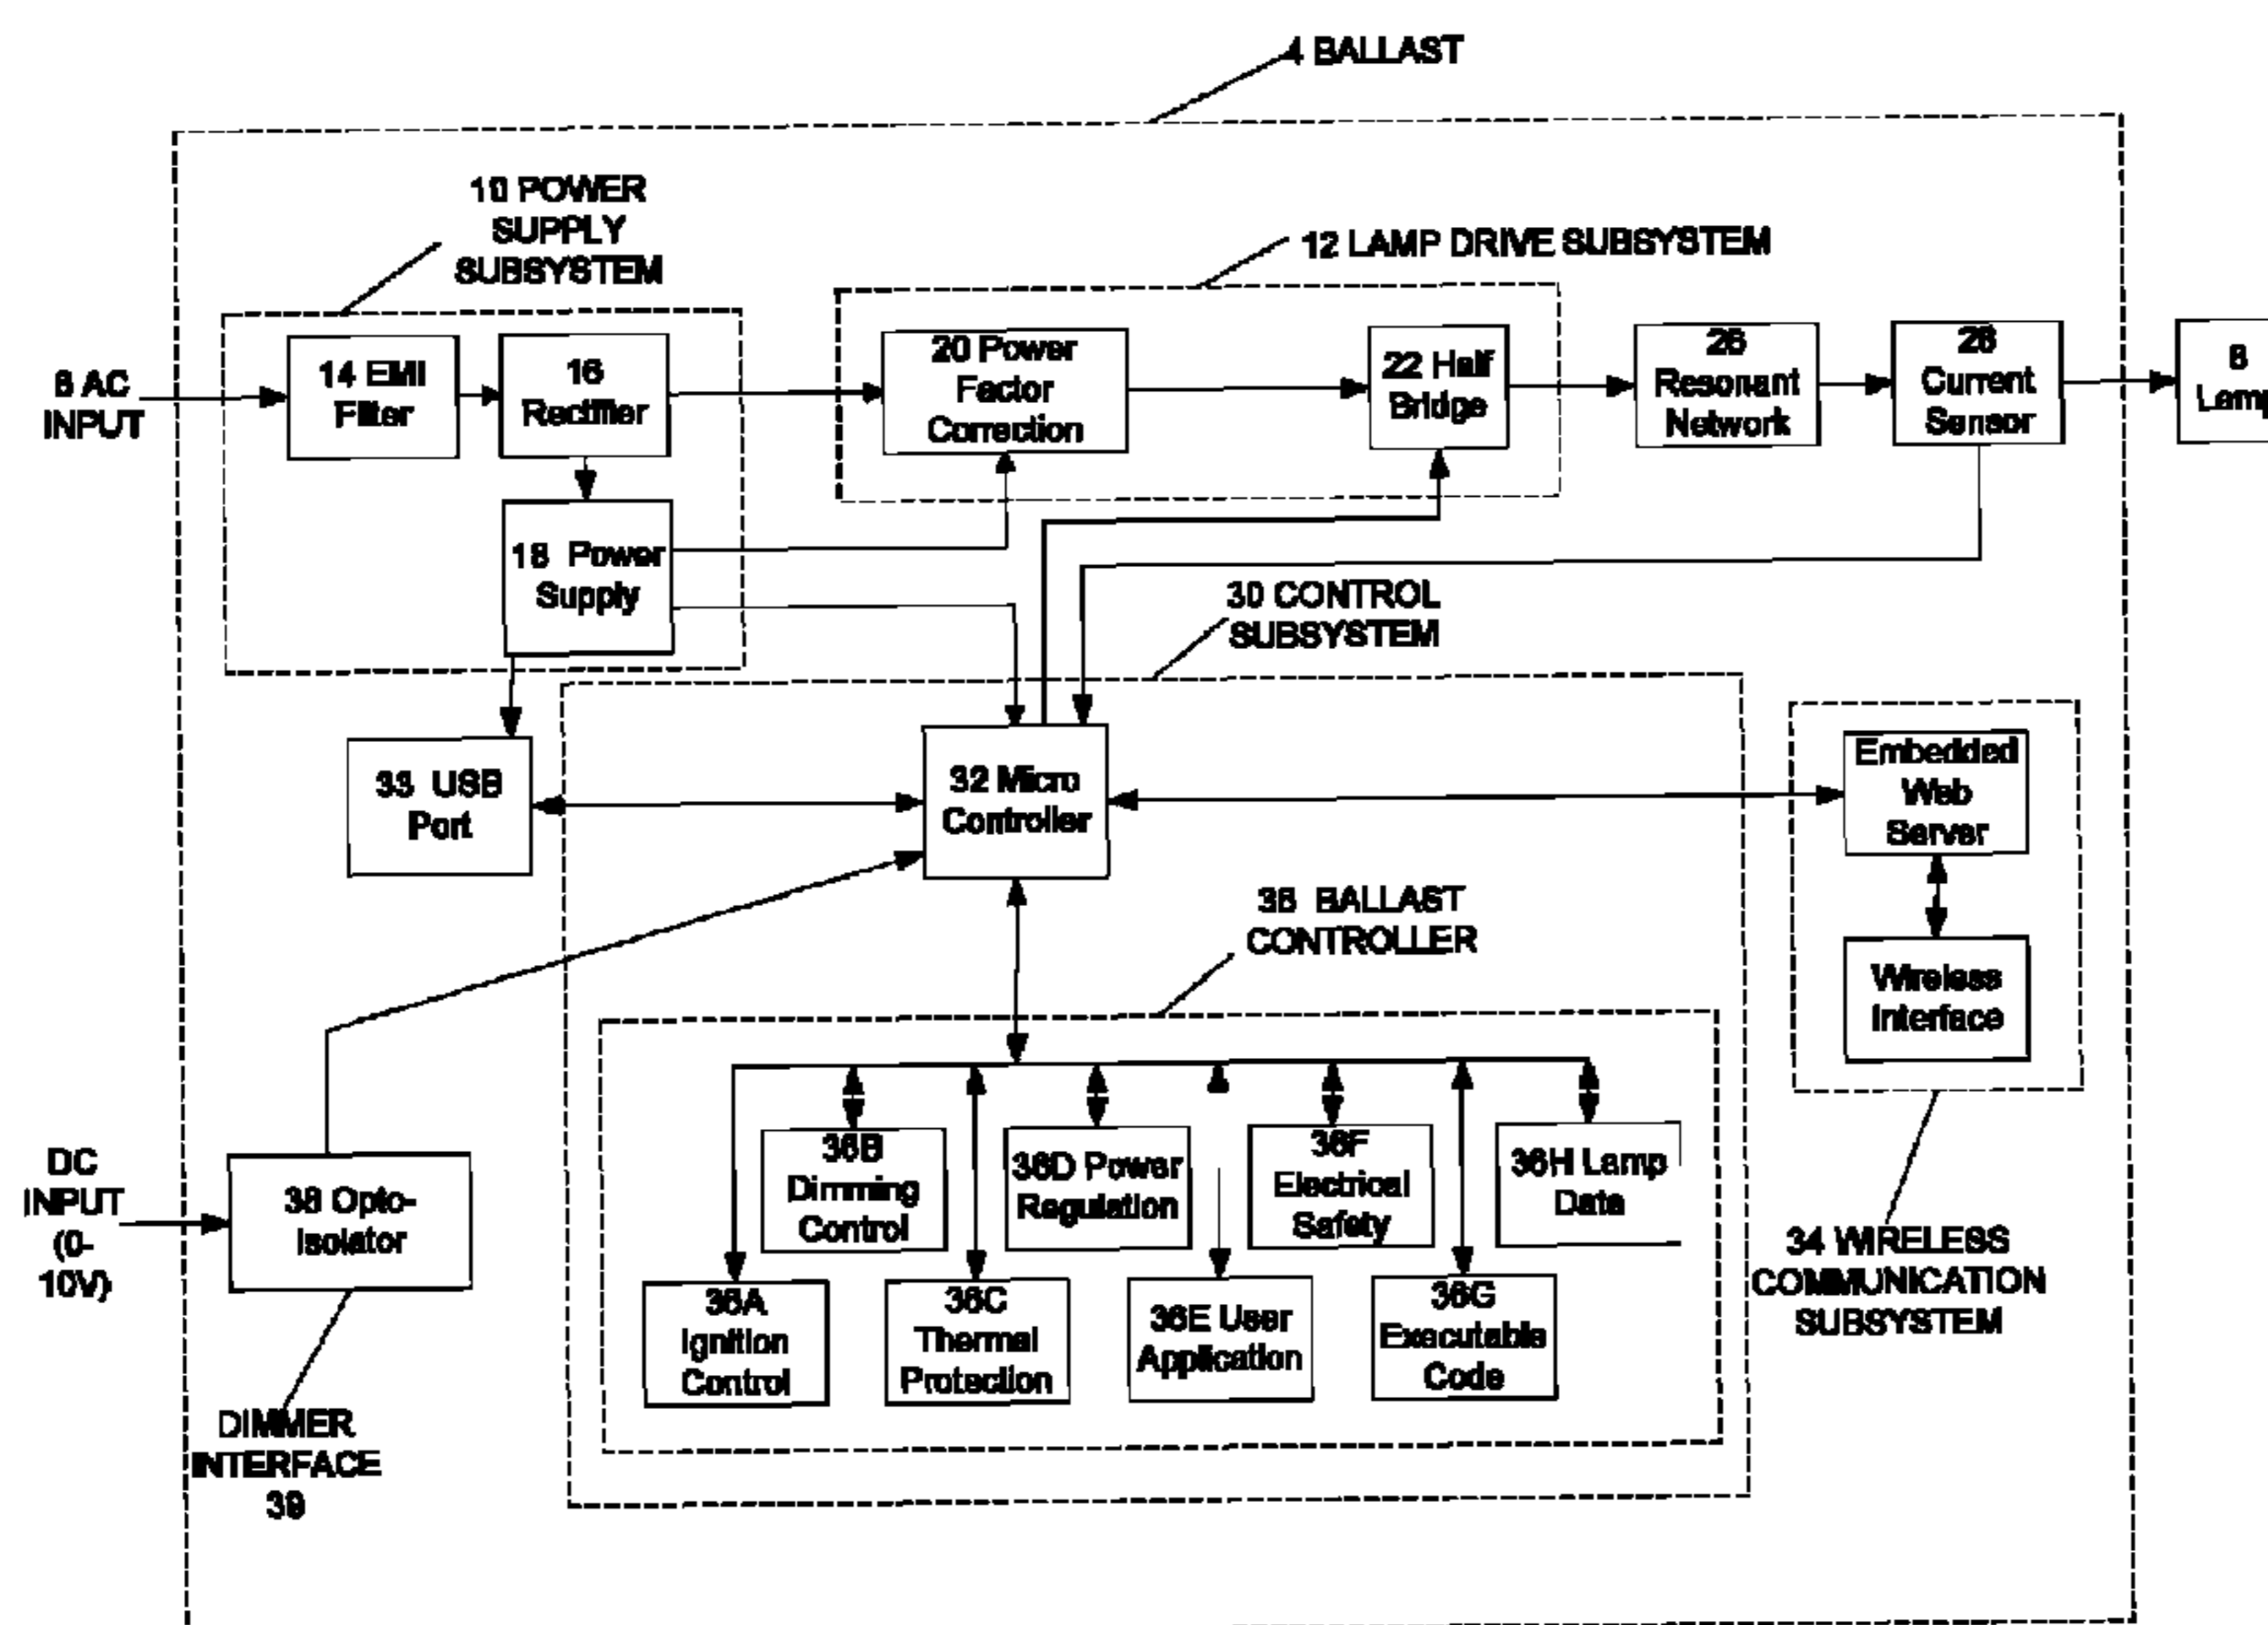 4 BALLAST
10 POWER
SUPPLY
SUBSYSTEM
12 LAMP DRIVE SUBSYSTEM
6 AC
INPUT
14 EMI
Filter
16
Rectifier
20 Power
Factor
Correction
22 Half
Bridge
Resonant
Network
Current
Sensor
8
Lamp
18 Power
Supply
30 CONTROL
SUBSYSTEM
33 USB
Port
32 Micro
Controller
Embedded
Web
Server
36 BALLAST
CONTROLLER
Wireless
Interface
DC
INPUT
(0-
10V)
38 Opto-
Isolator
36B
Dimming
Control
36D Power
Regulation
36F
Electrical
Safety
36H Lamp
Data
34 WIRELESS
COMMUNICATION
SUBSYSTEM
36A
Ignition
Control
36C
Thermal
Protection
36E User
Application
36G
Executable
Code
DIMMER
INTERFACE
39